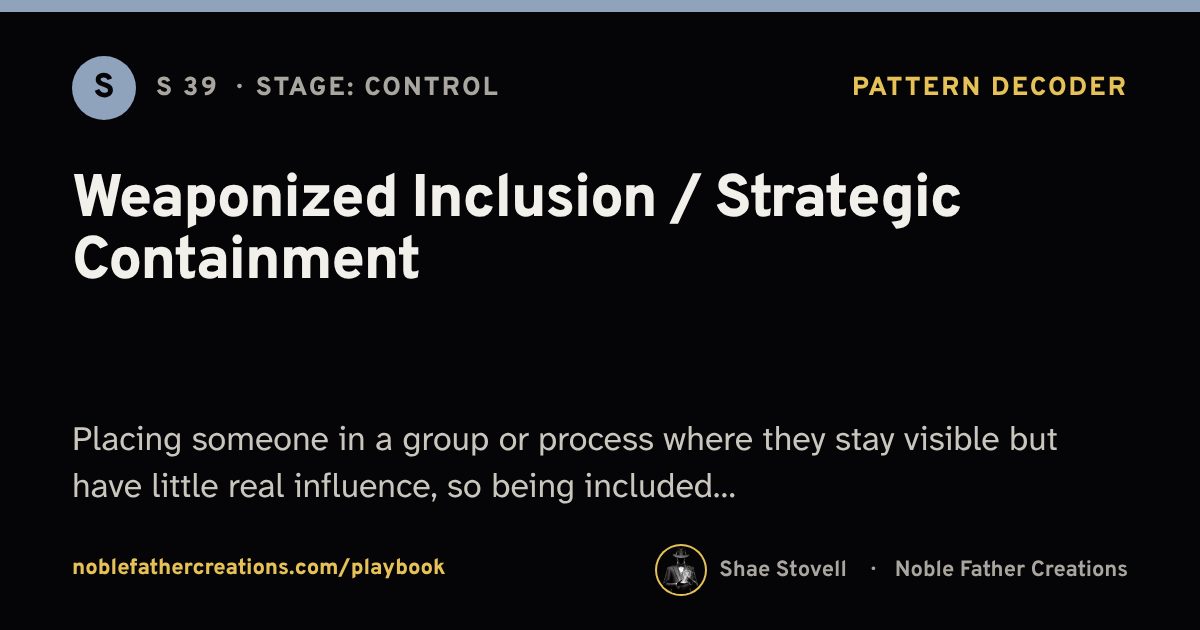 S
S 39 · STAGE: CONTROL
PATTERN DECODER
Weaponized Inclusion / Strategic
Containment
Placing someone in a group or process where they stay visible but
have little real influence, so being included...
noblefathercreations.com/playbook
Shae Stovell · Noble Father Creations